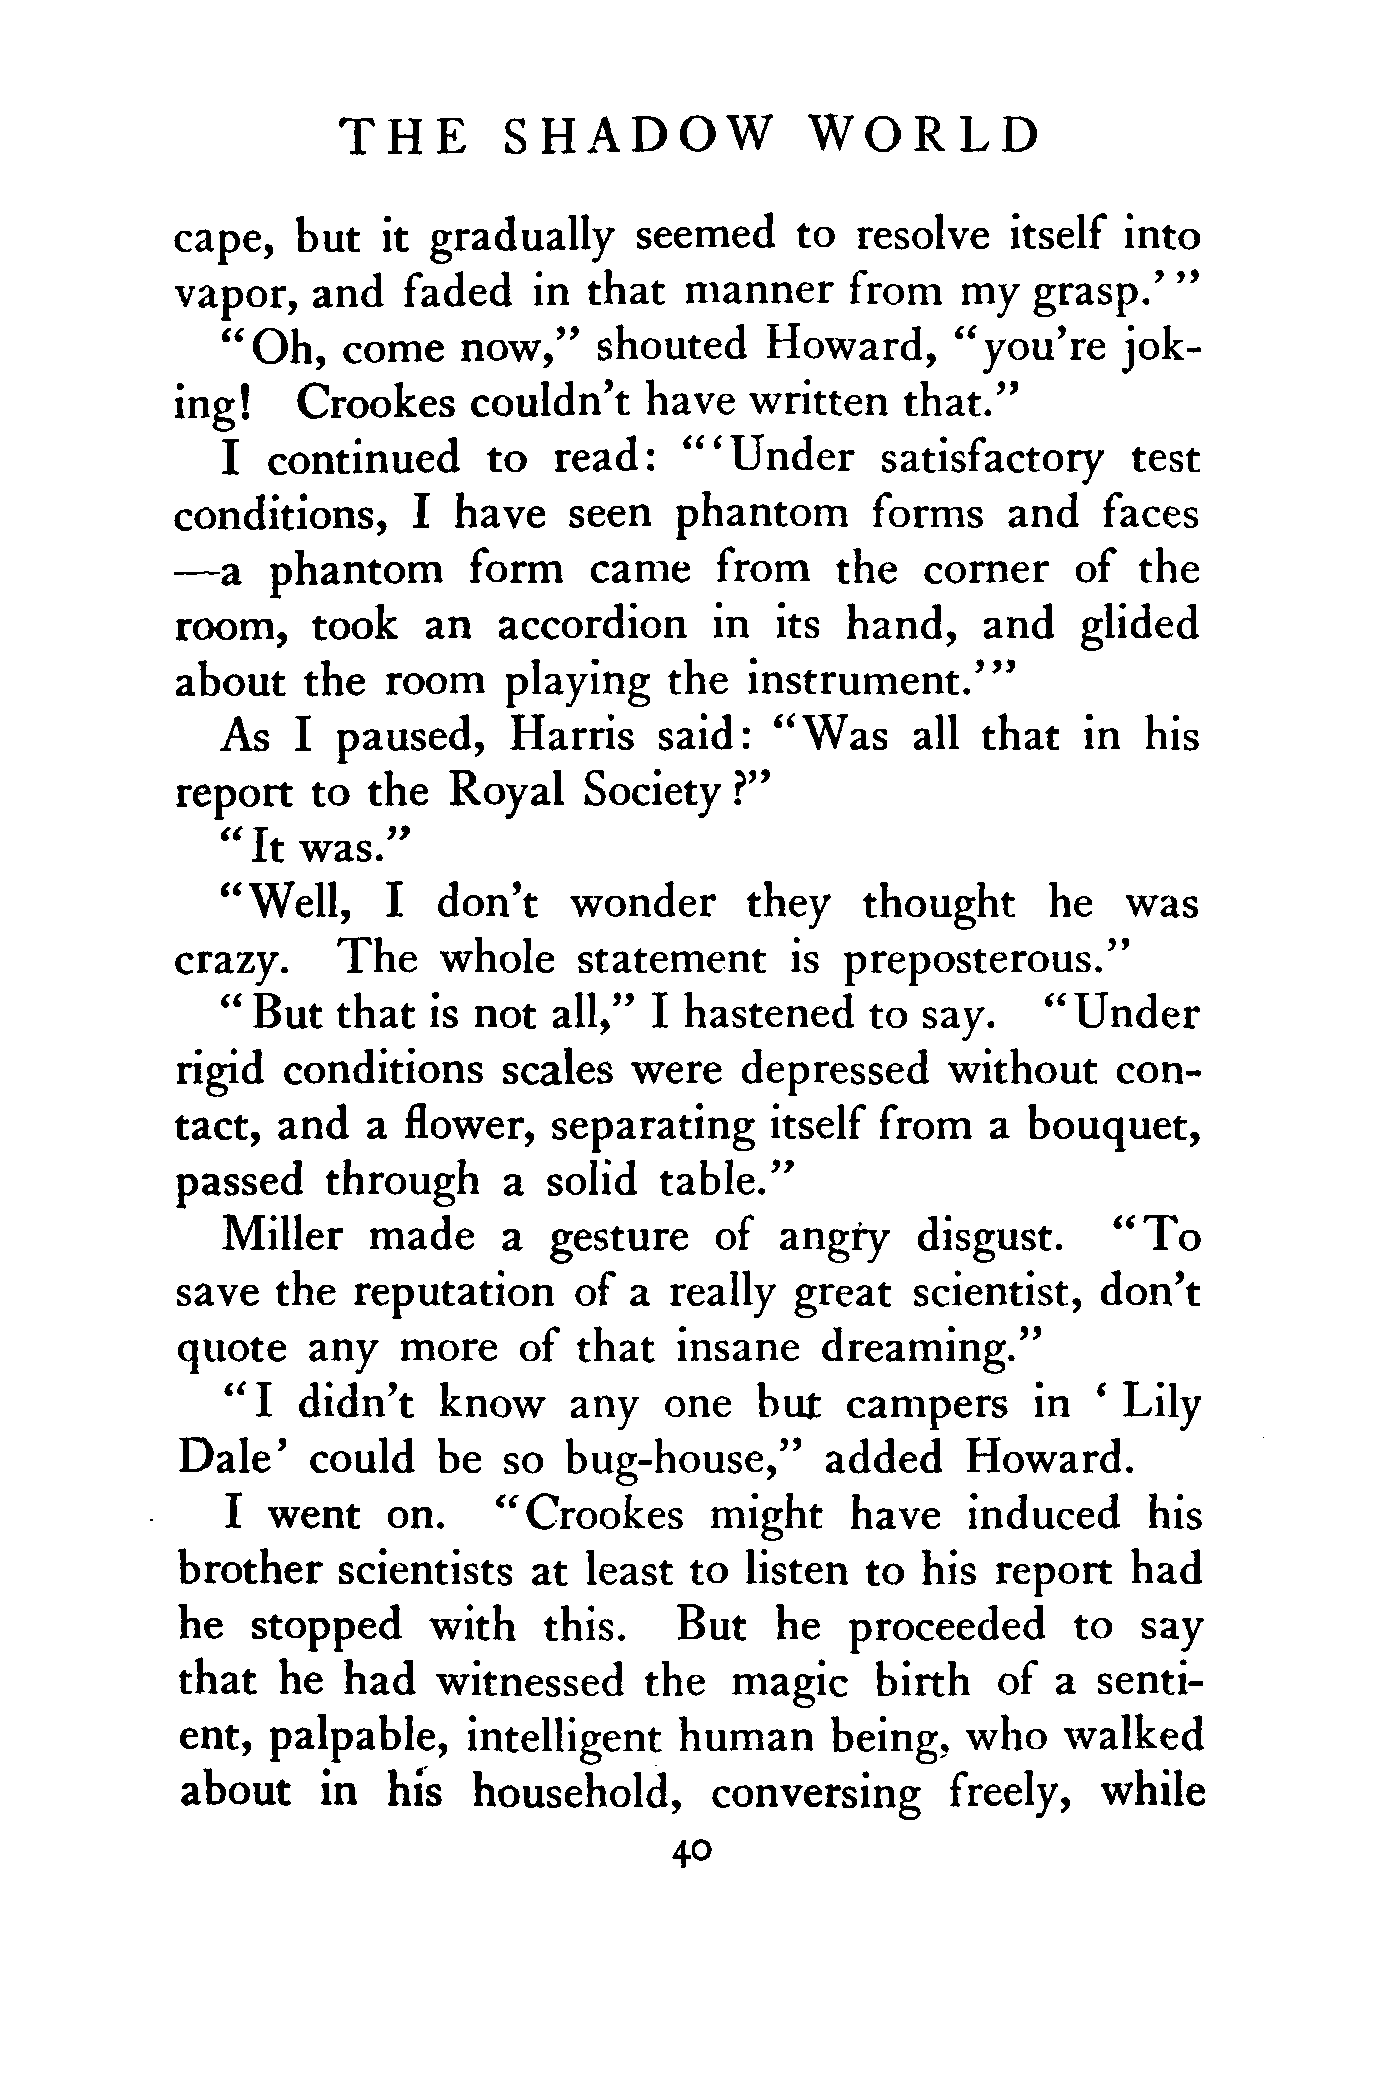 THE SHADOW WORLD
cape, but it gradually seemed to resolve itself into
vapor, and faded in that manner from my grasp.' "
"Oh, come now," shouted Howard, "you're jok-
ing! Crookes couldn't have written that."
I continued to read: "'Under satisfactory test
conditions, I have seen phantom forms and faces
—a phantom form came from the corner of the
room, took an accordion in its hand, and glided
about the room playing the instrument.'"
As I paused, Harris said: "Was all that in his
report to the Royal Society?"
"It was."
"Well, I don't wonder they thought he was
crazy. The whole statement is preposterous."
"But that is not all," I hastened to say. "Under
rigid conditions scales were depressed without con-
tact, and a flower, separating itself from a bouquet,
passed through a solid table."
Miller made a gesture of angry disgust. "To
save the reputation of a really great scientist, don't
quote any more of that insane dreaming."
"I didn't know any one but campers in 'Lily
Dale' could be so bug-house," added Howard.
I went on. "Crookes might have induced his
brother scientists at least to listen to his report had
he stopped with this. But he proceeded to say
that he had witnessed the magic birth of a senti-
ent, palpable, intelligent human being, who walked
about in his household, conversing freely, while
40